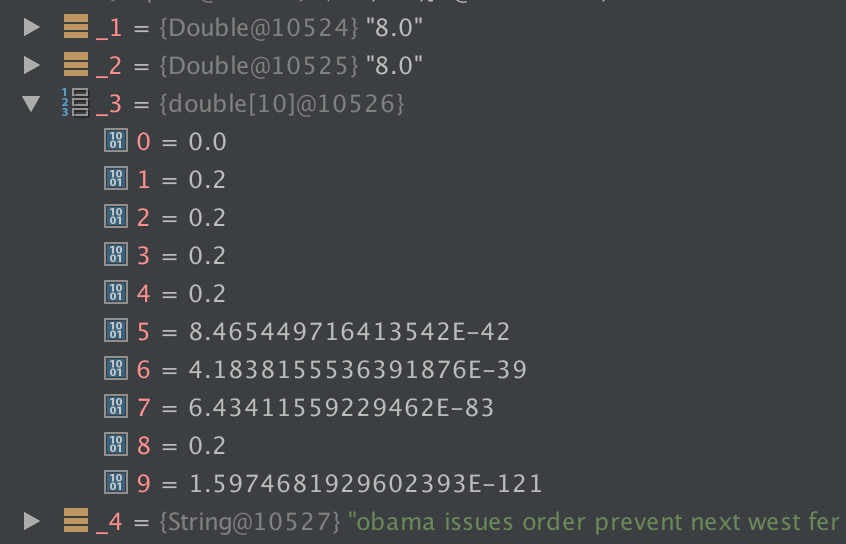 _1 = {Double@10524} "8.0"
_2 = {Double@10525} "8.0"
_3 = {double[10]@10526}
0 = 0.0
1 = 0.2
2 = 0.2
3 = 0.2
4 = 0.2
5 = 8.465449716413542E-42
6 = 4.1838155536391876E-39
7 = 6.43411559229462E-83
8 = 0.2
9 = 1.5974681929602393E-121
_4 = {String@10527} "obama issues order prevent next west fer